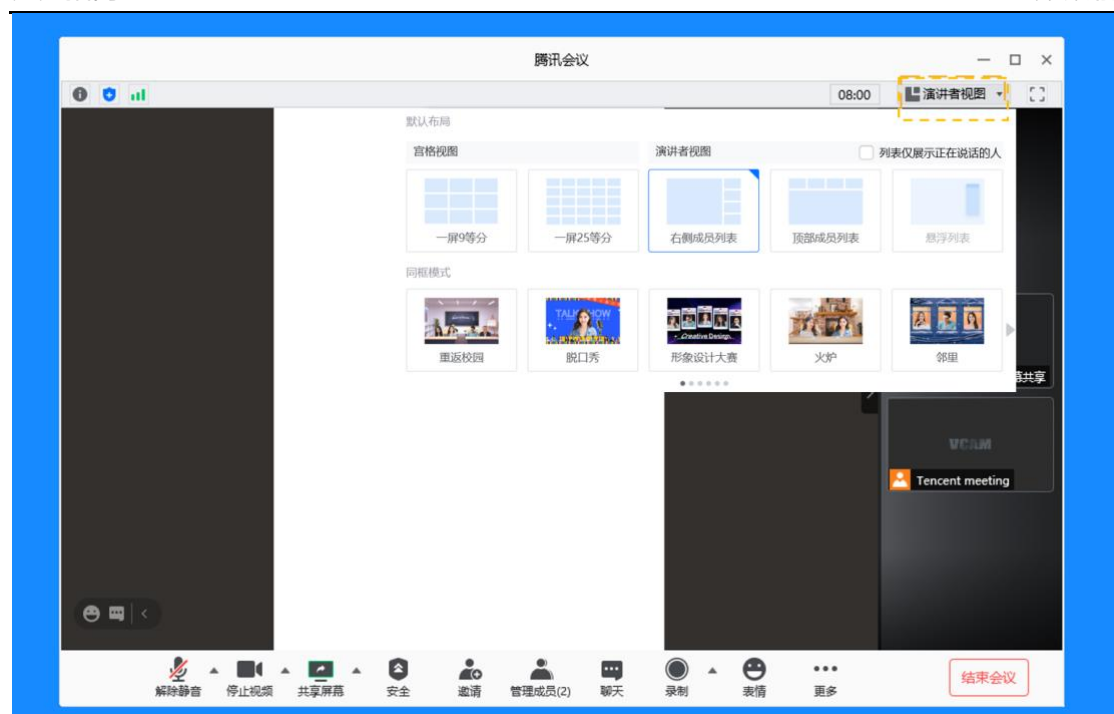 腾讯会议
08:00
演讲者视图
默认布局
宫格视图
演讲者视图
列表仅展示正在说话的人
一屏9等分
一屏25等分
右侧成员列表
顶部成员列表
悬浮列表
同框模式
TALK SHOW
Creative Design
重返校园
脱口秀
形象设计大赛
火炉
邻里
共享
VCAM
Tencent meeting
解除静音
停止视频
共享屏幕
安全
邀请
管理成员(2)
聊天
录制
表情
更多
结束会议